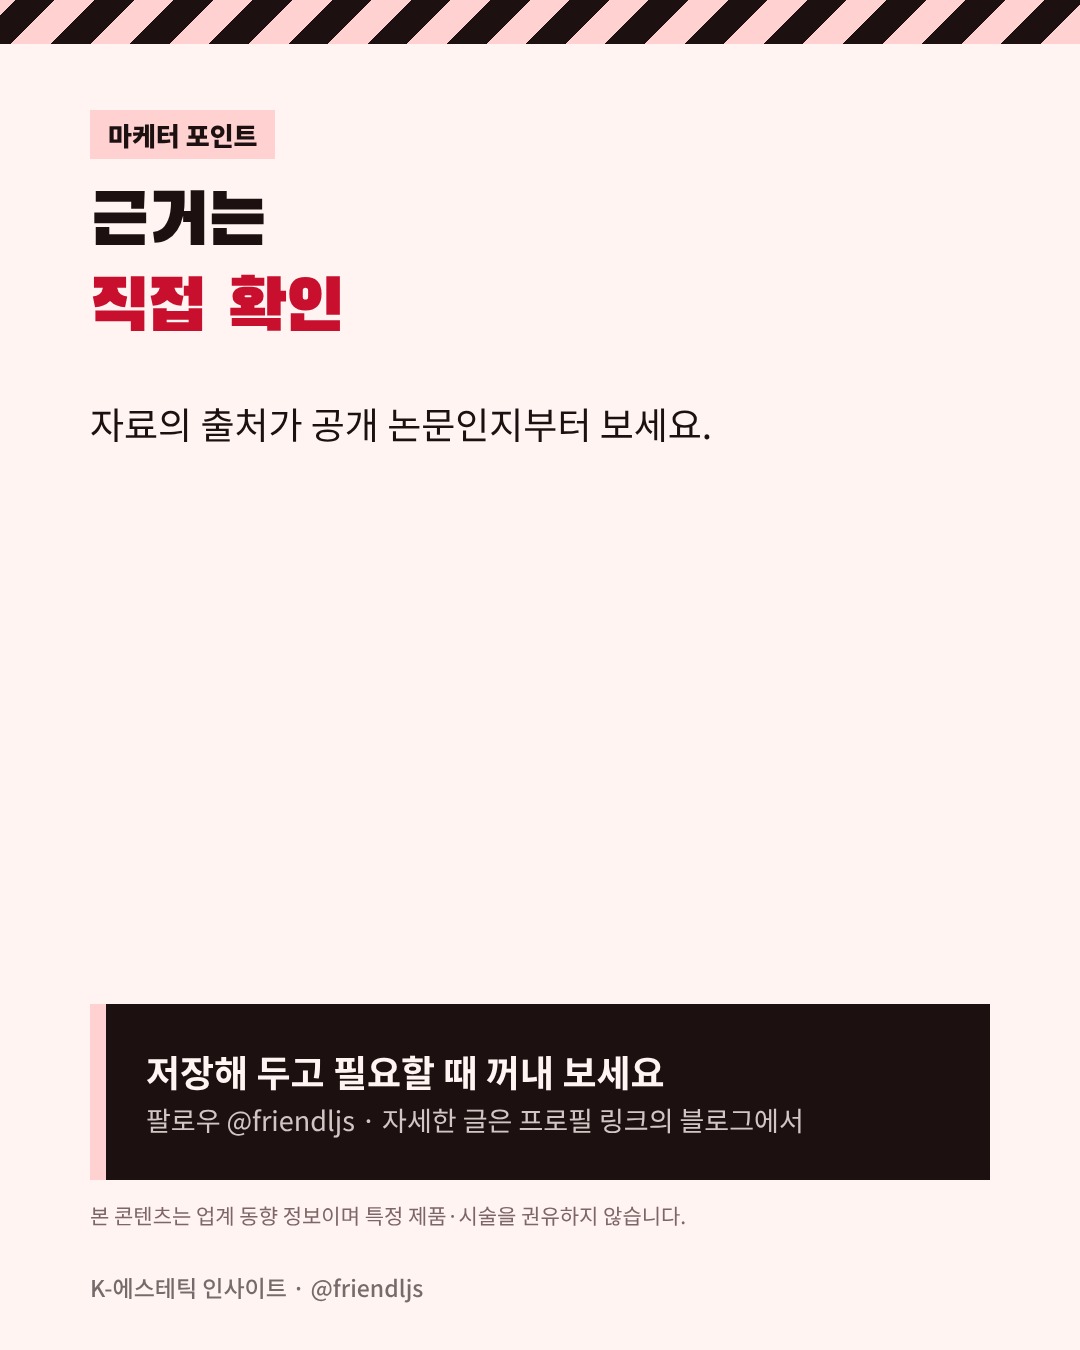 마케터 포인트
근거는
직접 확인
자료의 출처가 공개 논문인지부터 보세요.
저장해 두고 필요할 때 꺼내 보세요
팔로우 @friendljs · 자세한 글은 프로필 링크의 블로그에서
본 콘텐츠는 업계 동향 정보이며 특정 제품·시술을 권유하지 않습니다.
K-에스테틱 인사이트 · @friendljs